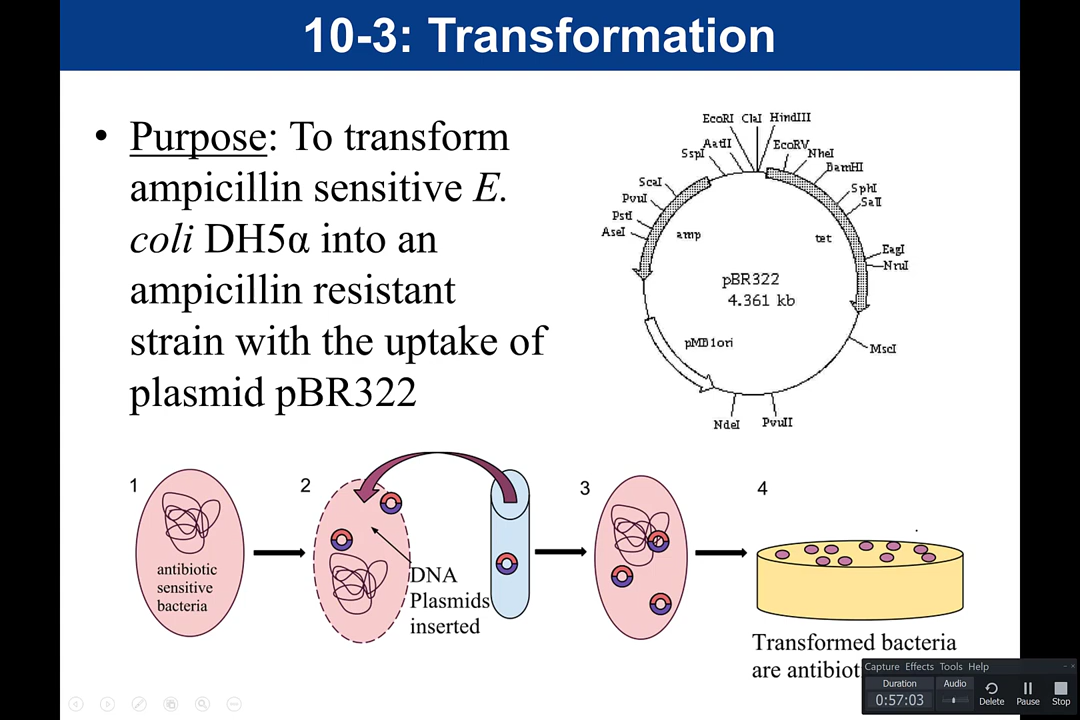 10-3: Transformation
• Purpose: To transform
ampicillin sensitive E.
coli DH5α into an
ampicillin resistant
strain with the uptake of
plasmid pBR322
EcoRI ClaI HindIII
AatII EcoRV
SspI NheI
BamHI
ScaI SphI
PvuI SalI
PstI
AseI amp tet
EagI
NruI
pBR322
4.361 kb
pMB1ori
MscI
NdeI PvuII
1 2 3 4
antibiotic
sensitive
bacteria
DNA
Plasmids
inserted
Transformed bacteria
are antibiot
Capture Effects Tools Help
Duration Audio
0:57:03 Delete Pause Stop